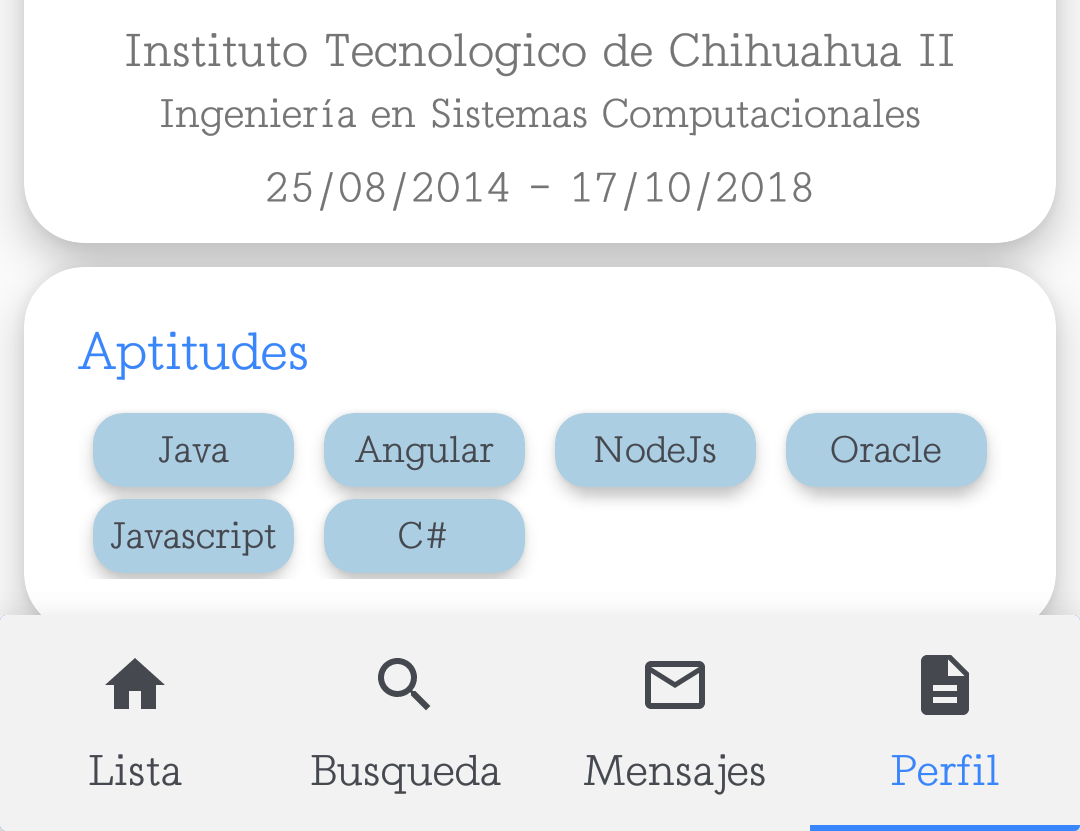 Instituto Tecnologico de Chihuahua II
Ingeniería en Sistemas Computacionales
25/08/2014 - 17/10/2018
Aptitudes
Java Angular NodeJs Oracle
Javascript C#
Lista Busqueda Mensajes Perfil